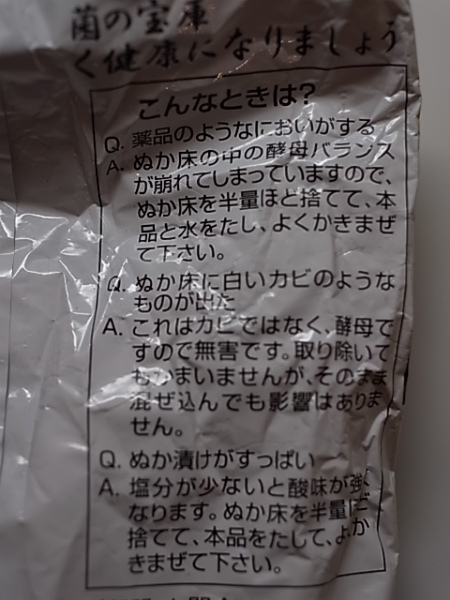 菌の宝庫
く健康になりましょう
こんなときは?
Q. 薬品のようなにおいがする
A. ぬか床の中の酵母バランス
が崩れてしまっていますので、
ぬか床を半量ほど捨てて、本
品と水をたし、よくかきまぜ
て下さい。
Q. ぬか床に白いカビのような
ものが出た
A. これはカビではなく、酵母で
すので無害です。取り除いて
もかまいませんが、そのまま
混ぜ込んでも影響はありま
せん。
Q. ぬか漬けがすっぱい
A. 塩分が少ないと酸味が強く
なります。ぬか床を半量ほど
捨てて、本品をたして、よくか
きまぜて下さい。